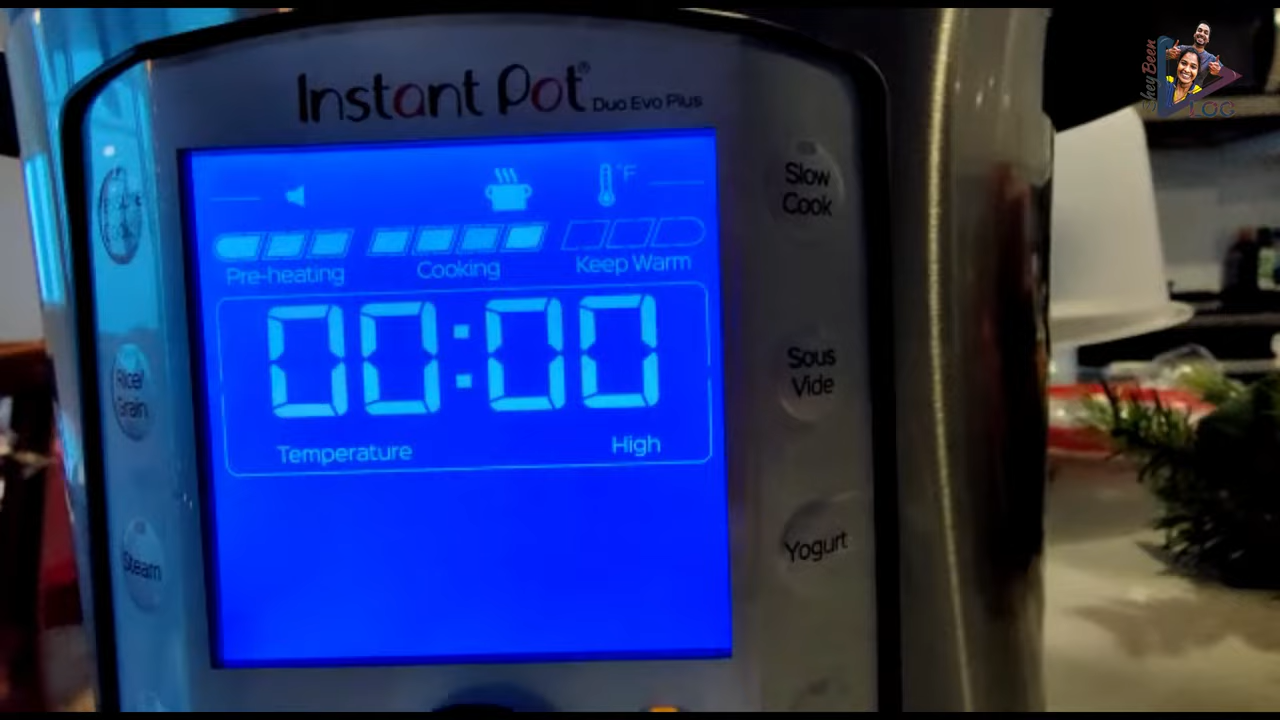 Instant Pot® Duo Evo Plus
°F
Pre-heating Cooking Keep Warm
00:00
Temperature High
Rice/
Grain
Steam
Slow
Cook
Sous
Vide
Yogurt